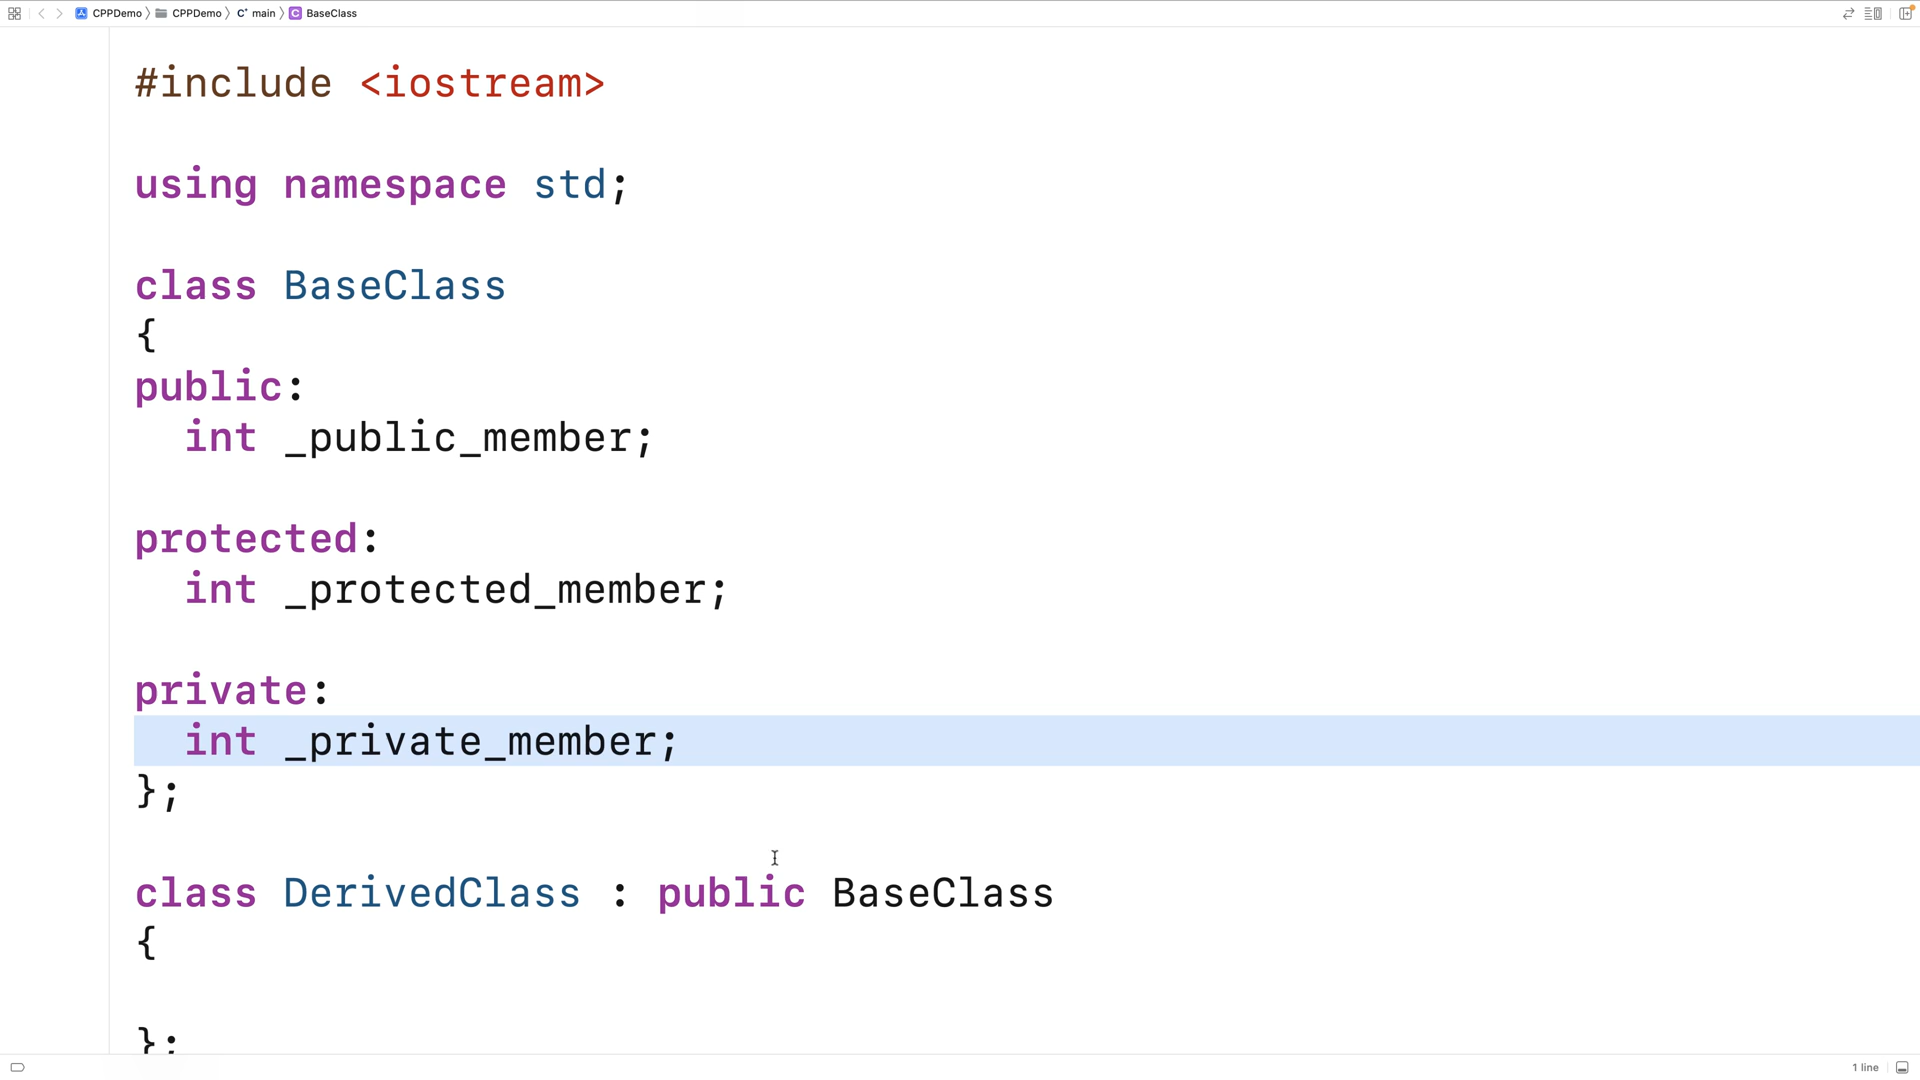 CPPDemo CPPDemo C+ main C BaseClass
#include <iostream>
using namespace std;
class BaseClass
{
public:
int _public_member;
protected:
int _protected_member;
private:
int _private_member;
};
class DerivedClass : public BaseClass
{
};
1 line